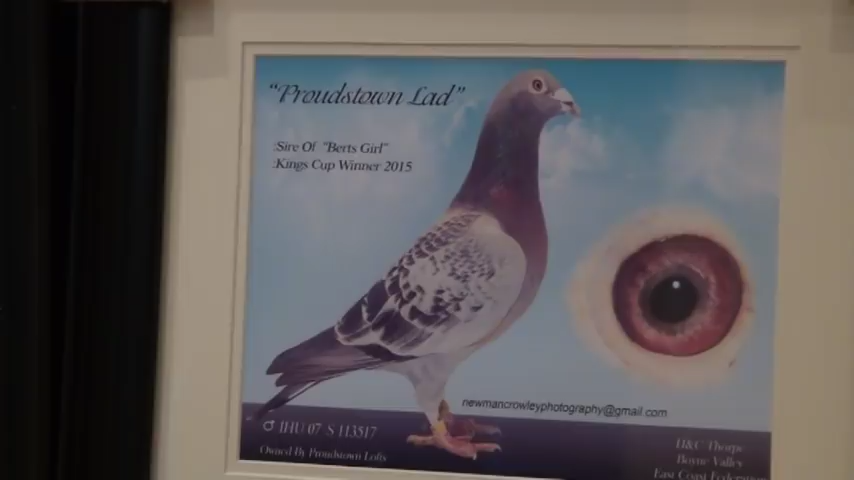 "Proudstown Lad"
:Sire Of "Berts Girl"
:Kings Cup Winner 2015
newmancrowleyphotography@gmail.com
♂ IHU 07 S 113517
Owned By Proudstown Lofts
H&C Thorpe
Boyne Valley
East Coast Federation